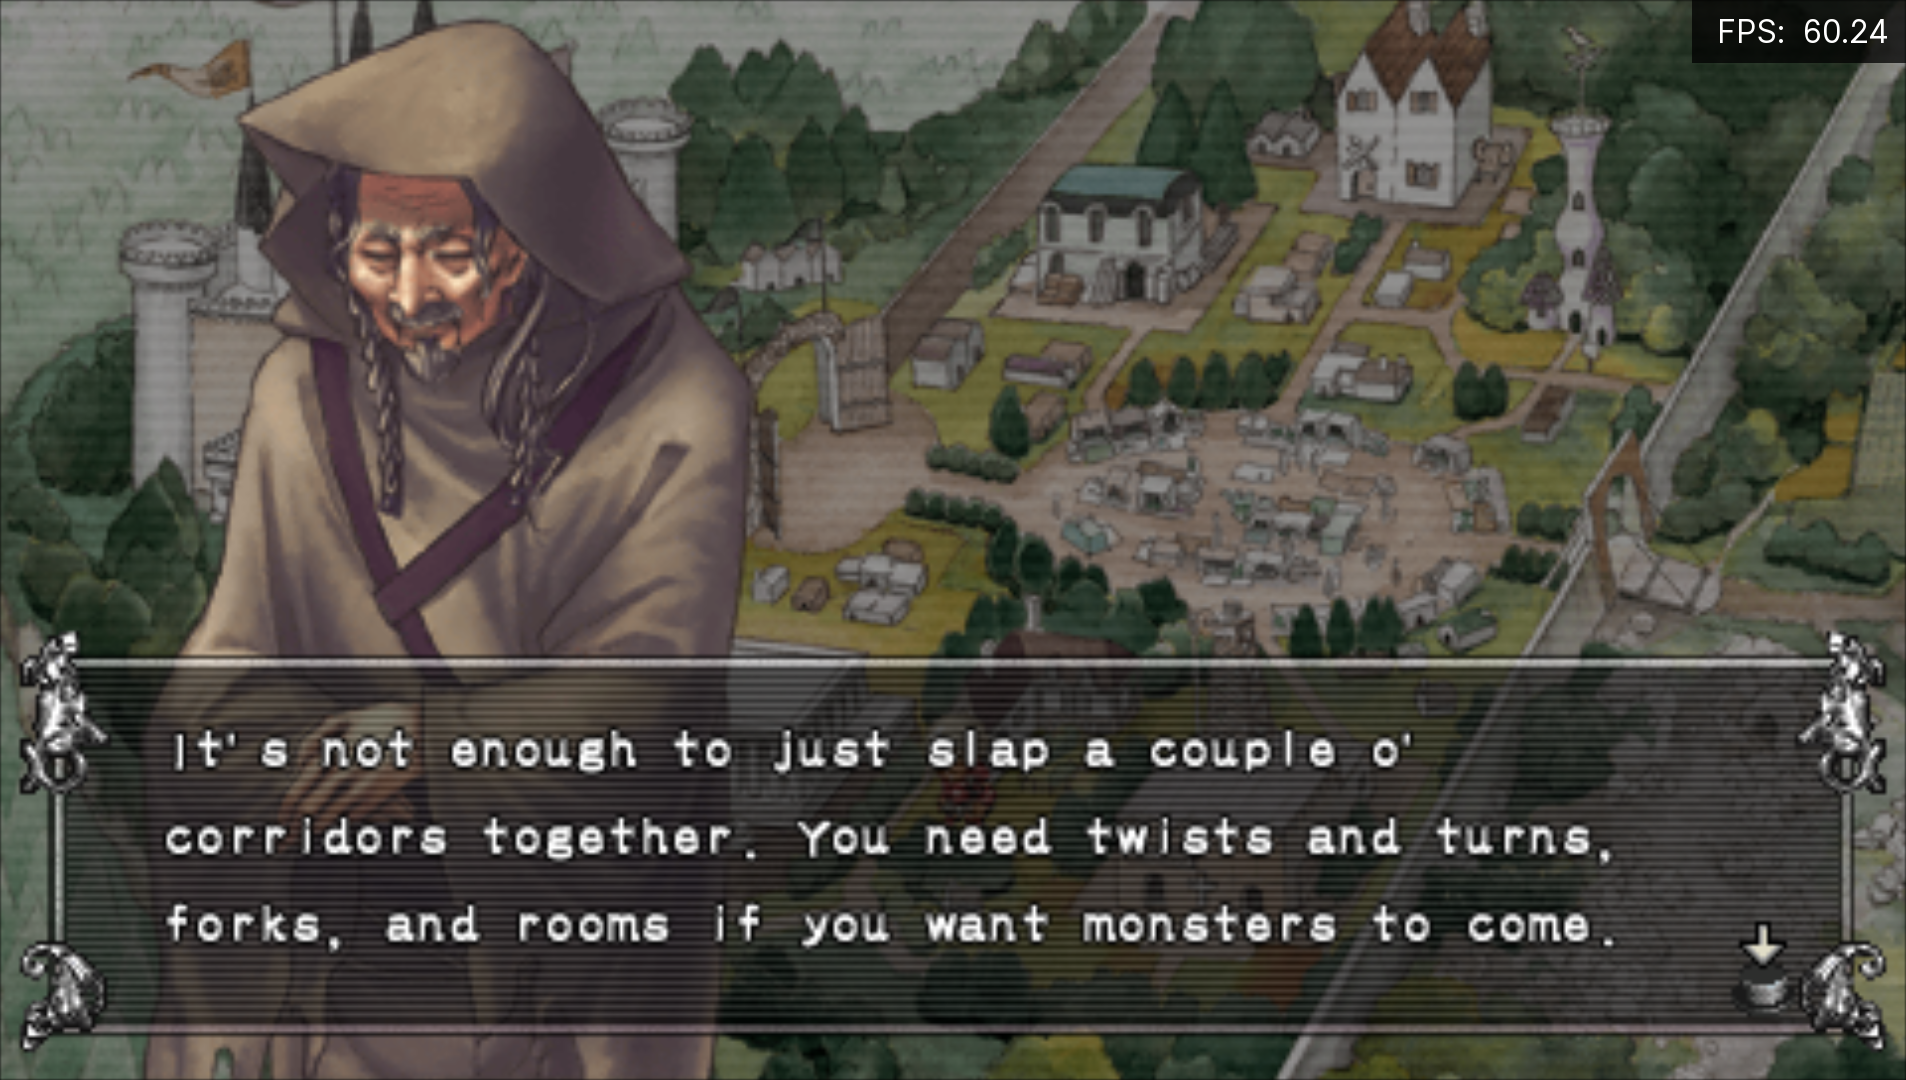 FPS: 60.24
It's not enough to just slap a couple o'
corridors together. You need twists and turns,
forks, and rooms if you want monsters to come.